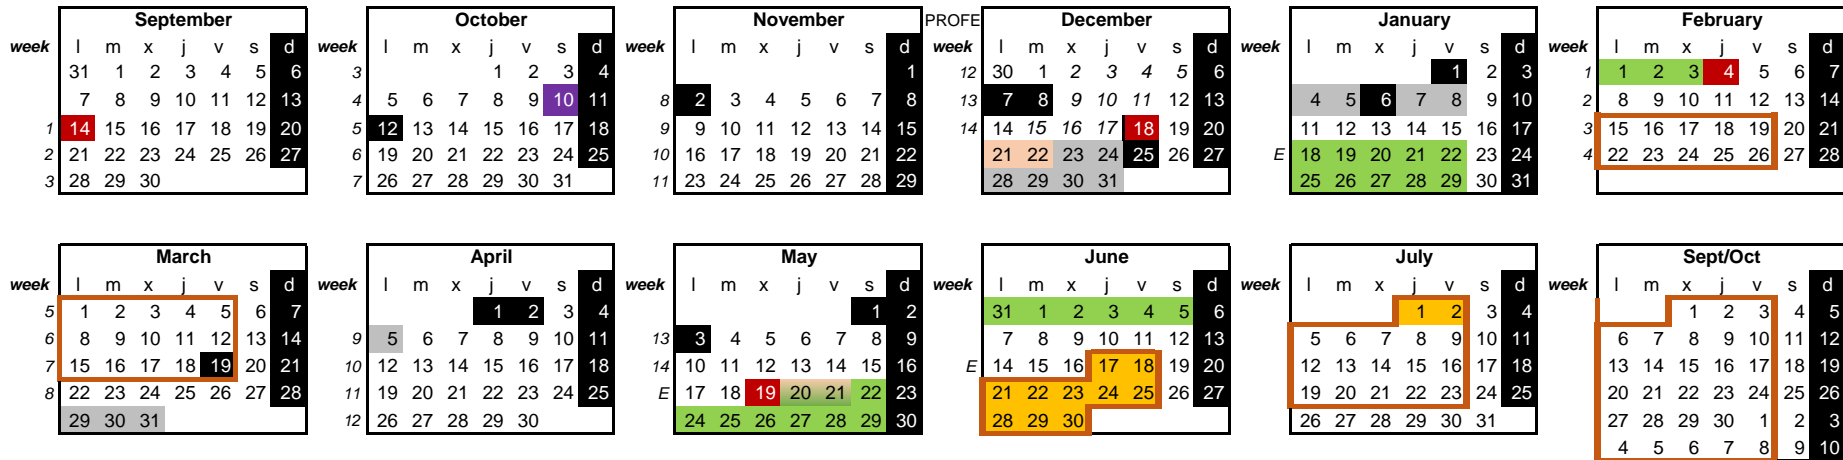 September October November PROFE December January February
week l m x j v s d week l m x j v s d week l m x j v s d week l m x j v s d week l m x j v s d week l m x j v s d
31 1 2 3 4 5 6 3 1 2 3 4 1 12 30 1 2 3 4 5 6 1 2 3 1 1 2 3 4 5 6 7
7 8 9 10 11 12 13 4 5 6 7 8 9 10 11 8 2 3 4 5 6 7 8 13 7 8 9 10 11 12 13 4 5 6 7 8 9 10 2 8 9 10 11 12 13 14
1 14 15 16 17 18 19 20 5 12 13 14 15 16 17 18 9 9 10 11 12 13 14 15 14 14 15 16 17 18 19 20 11 12 13 14 15 16 17 3 15 16 17 18 19 20 21
2 21 22 23 24 25 26 27 6 19 20 21 22 23 24 25 10 16 17 18 19 20 21 22 21 22 23 24 25 26 27 E 18 19 20 21 22 23 24 4 22 23 24 25 26 27 28
3 28 29 30 7 26 27 28 29 30 31 11 23 24 25 26 27 28 29 28 29 30 31 25 26 27 28 29 30 31
March April May June July Sept/Oct
week l m x j v s d week l m x j v s d week l m x j v s d week l m x j v s d week l m x j v s d week l m x j v s d
5 1 2 3 4 5 6 7 1 2 3 4 1 2 31 1 2 3 4 5 6 1 2 3 4 1 2 3 4 5
6 8 9 10 11 12 13 14 9 5 6 7 8 9 10 11 13 3 4 5 6 7 8 9 7 8 9 10 11 12 13 5 6 7 8 9 10 11 6 7 8 9 10 11 12
7 15 16 17 18 19 20 21 10 12 13 14 15 16 17 18 14 10 11 12 13 14 15 16 E 14 15 16 17 18 19 20 12 13 14 15 16 17 18 13 14 15 16 17 18 19
8 22 23 24 25 26 27 28 11 19 20 21 22 23 24 25 E 17 18 19 20 21 22 23 21 22 23 24 25 26 27 19 20 21 22 23 24 25 20 21 22 23 24 25 26
29 30 31 12 26 27 28 29 30 24 25 26 27 28 29 30 28 29 30 26 27 28 29 30 31 27 28 29 30 1 2 3
4 5 6 7 8 9 10